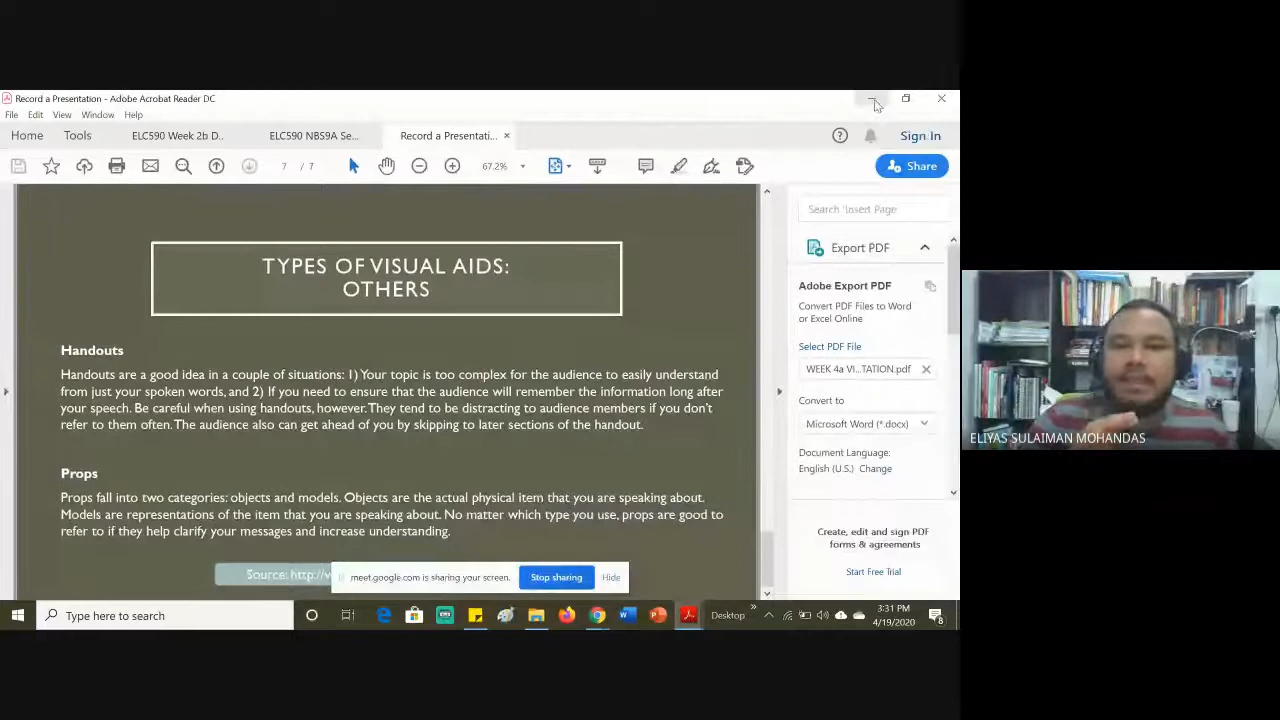 Record a Presentation - Adobe Acrobat Reader DC
File Edit View Window Help
Home Tools ELC590 Week 2b D.. ELC590 NBS9A Se... Record a Presentati... × Sign In
7 / 7 67.2% Share
TYPES OF VISUAL AIDS:
OTHERS
Handouts
Handouts are a good idea in a couple of situations: 1) Your topic is too complex for the audience to easily understand
from just your spoken words, and 2) If you need to ensure that the audience will remember the information long after
your speech. Be careful when using handouts, however. They tend to be distracting to audience members if you don't
refer to them often. The audience also can get ahead of you by skipping to later sections of the handout.
Props
Props fall into two categories: objects and models. Objects are the actual physical item that you are speaking about.
Models are representations of the item that you are speaking about. No matter which type you use, props are good to
refer to if they help clarify your messages and increase understanding.
Source: http://w
meet.google.com is sharing your screen. Stop sharing Hide
Search 'Insert Page
Export PDF
Adobe Export PDF
Convert PDF Files to Word
or Excel Online
Select PDF File
WEEK 4a VI...TATION.pdf
Convert to
Microsoft Word (*.docx)
Document Language:
English (U.S.) Change
Create, edit and sign PDF
forms & agreements
Start Free Trial
ELIYAS SULAIMAN MOHANDAS
Type here to search
Desktop
3:31 PM
4/19/2020
8